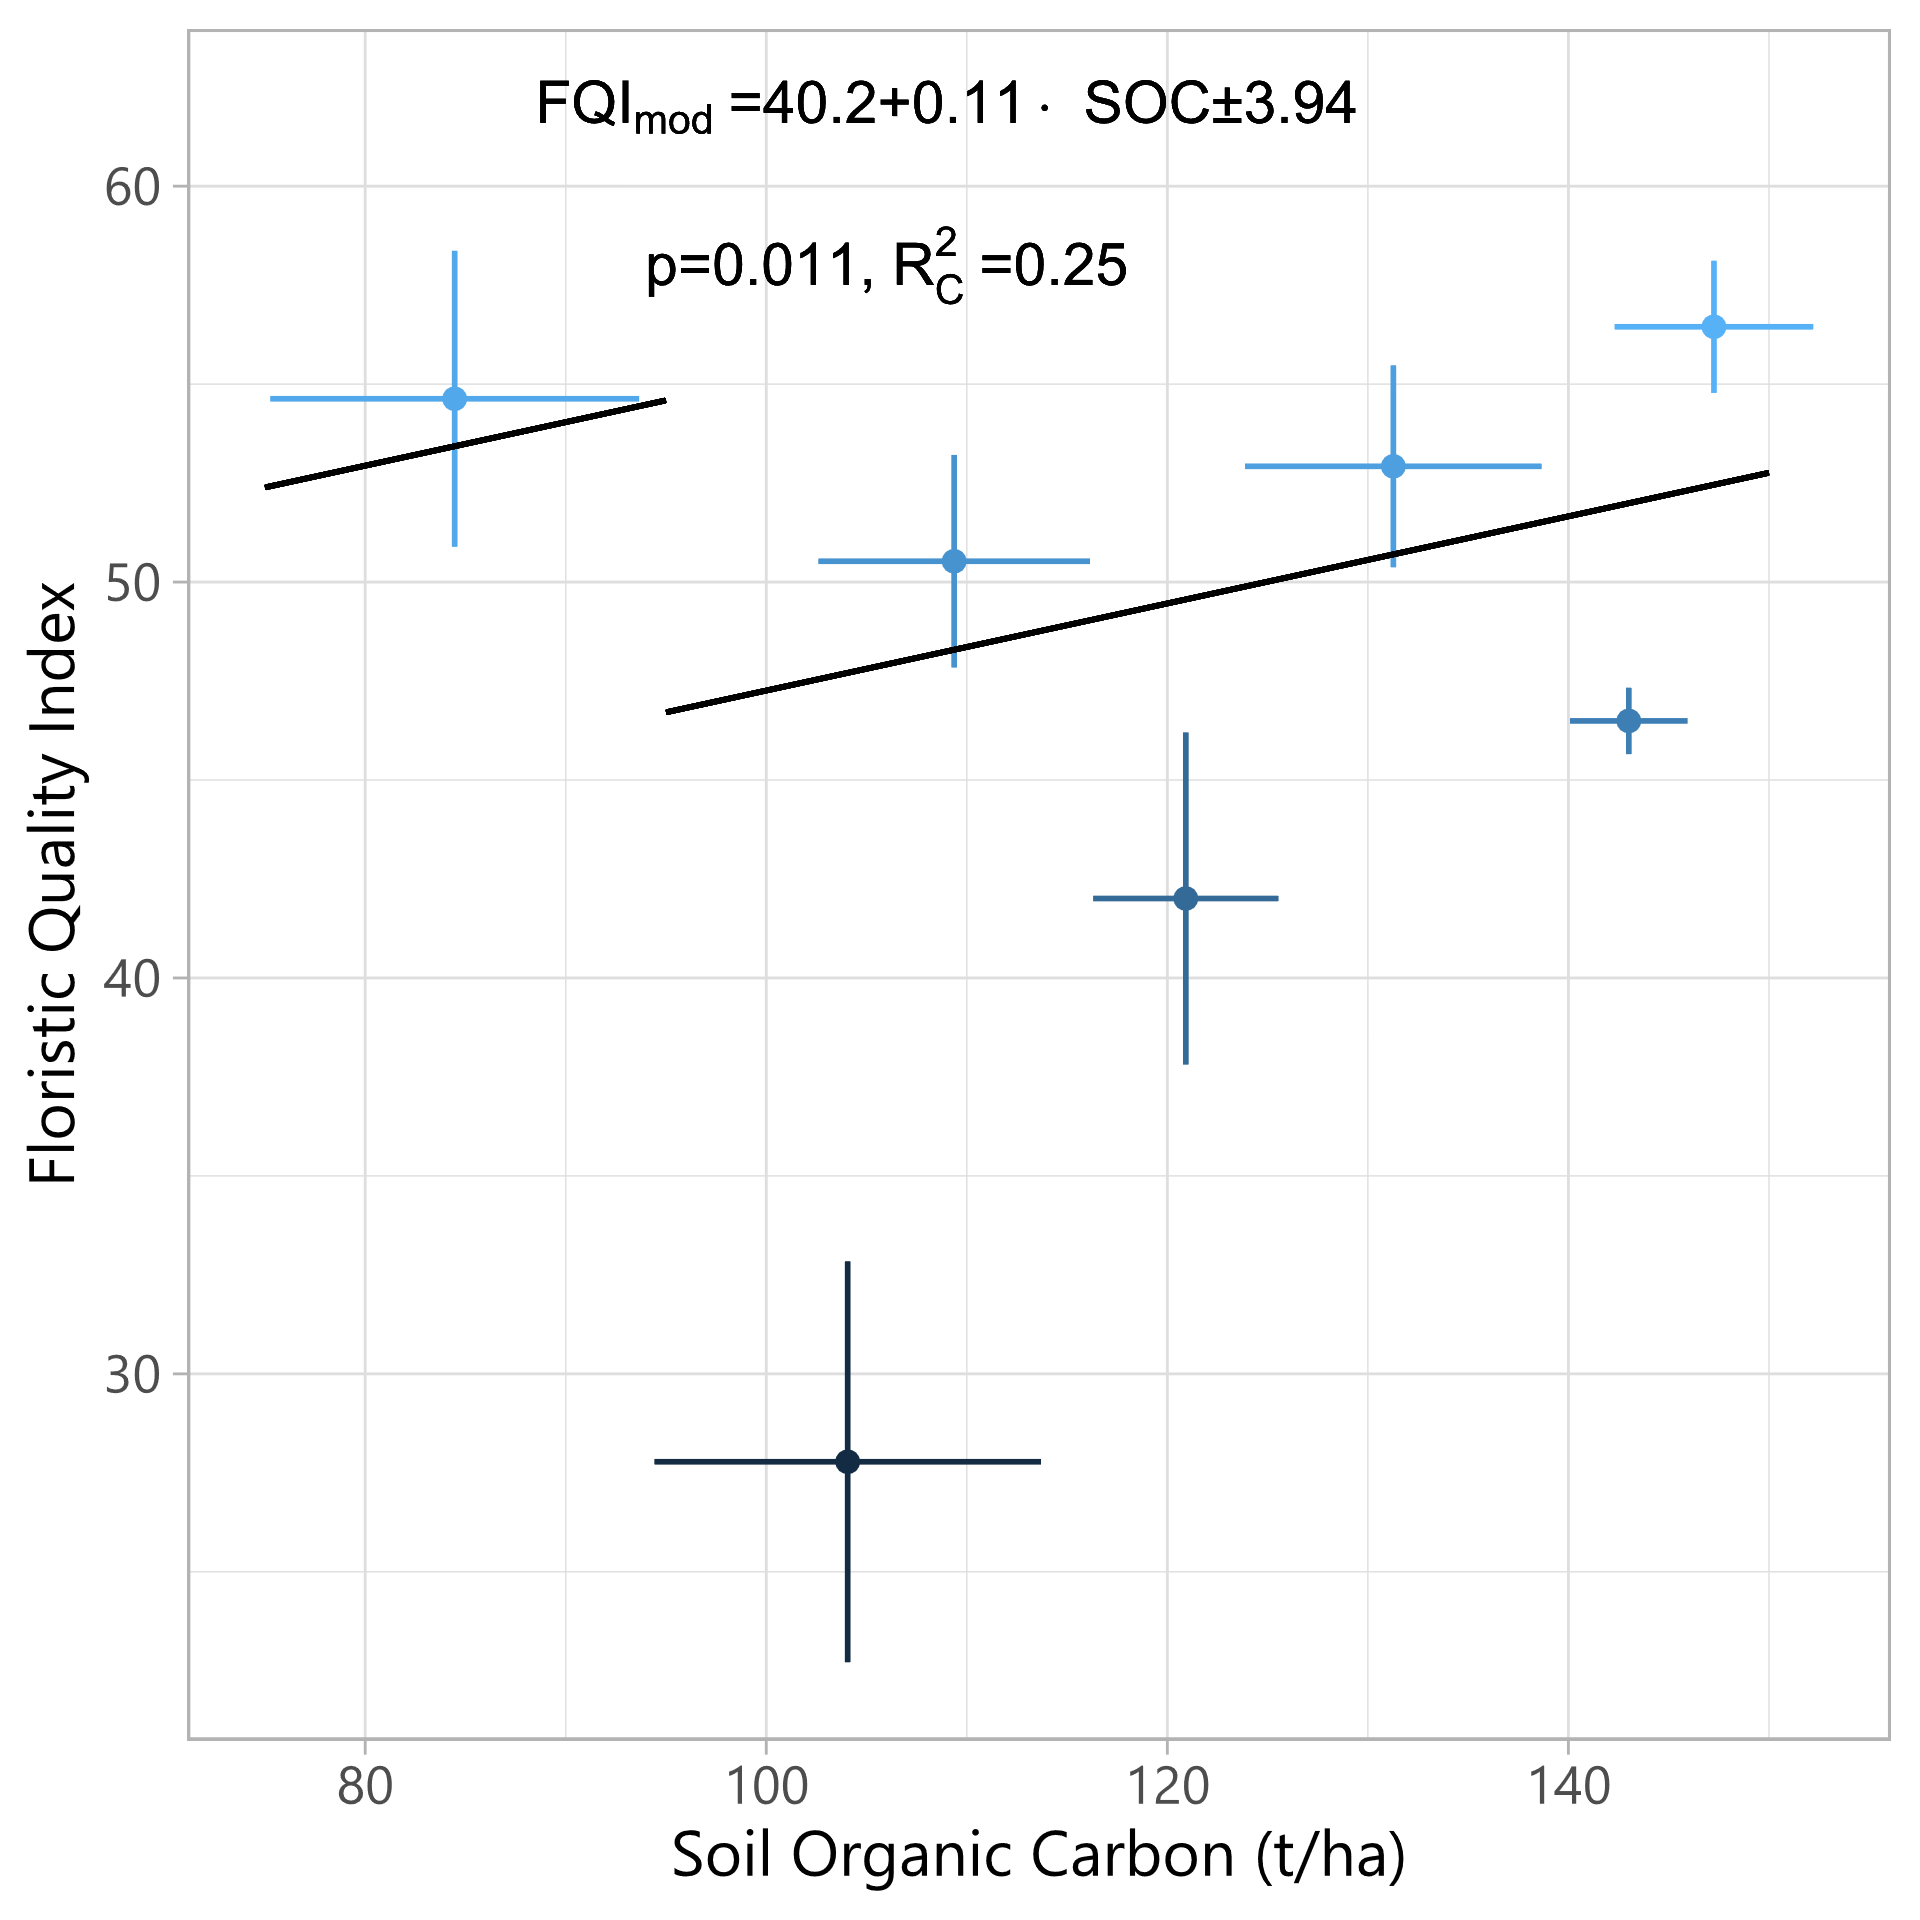 FQImod =40.2+0.11 · SOC±3.94
p=0.011, R²C =0.25
60
50
40
30
Floristic Quality Index
80 100 120 140
Soil Organic Carbon (t/ha)